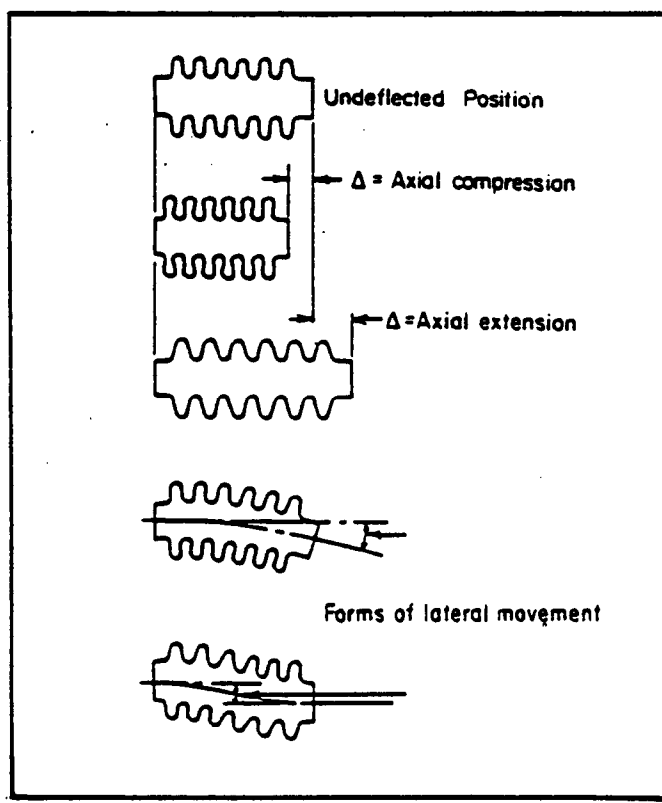 Undeflected Position
Δ = Axial compression
Δ = Axial extension
Forms of lateral movement